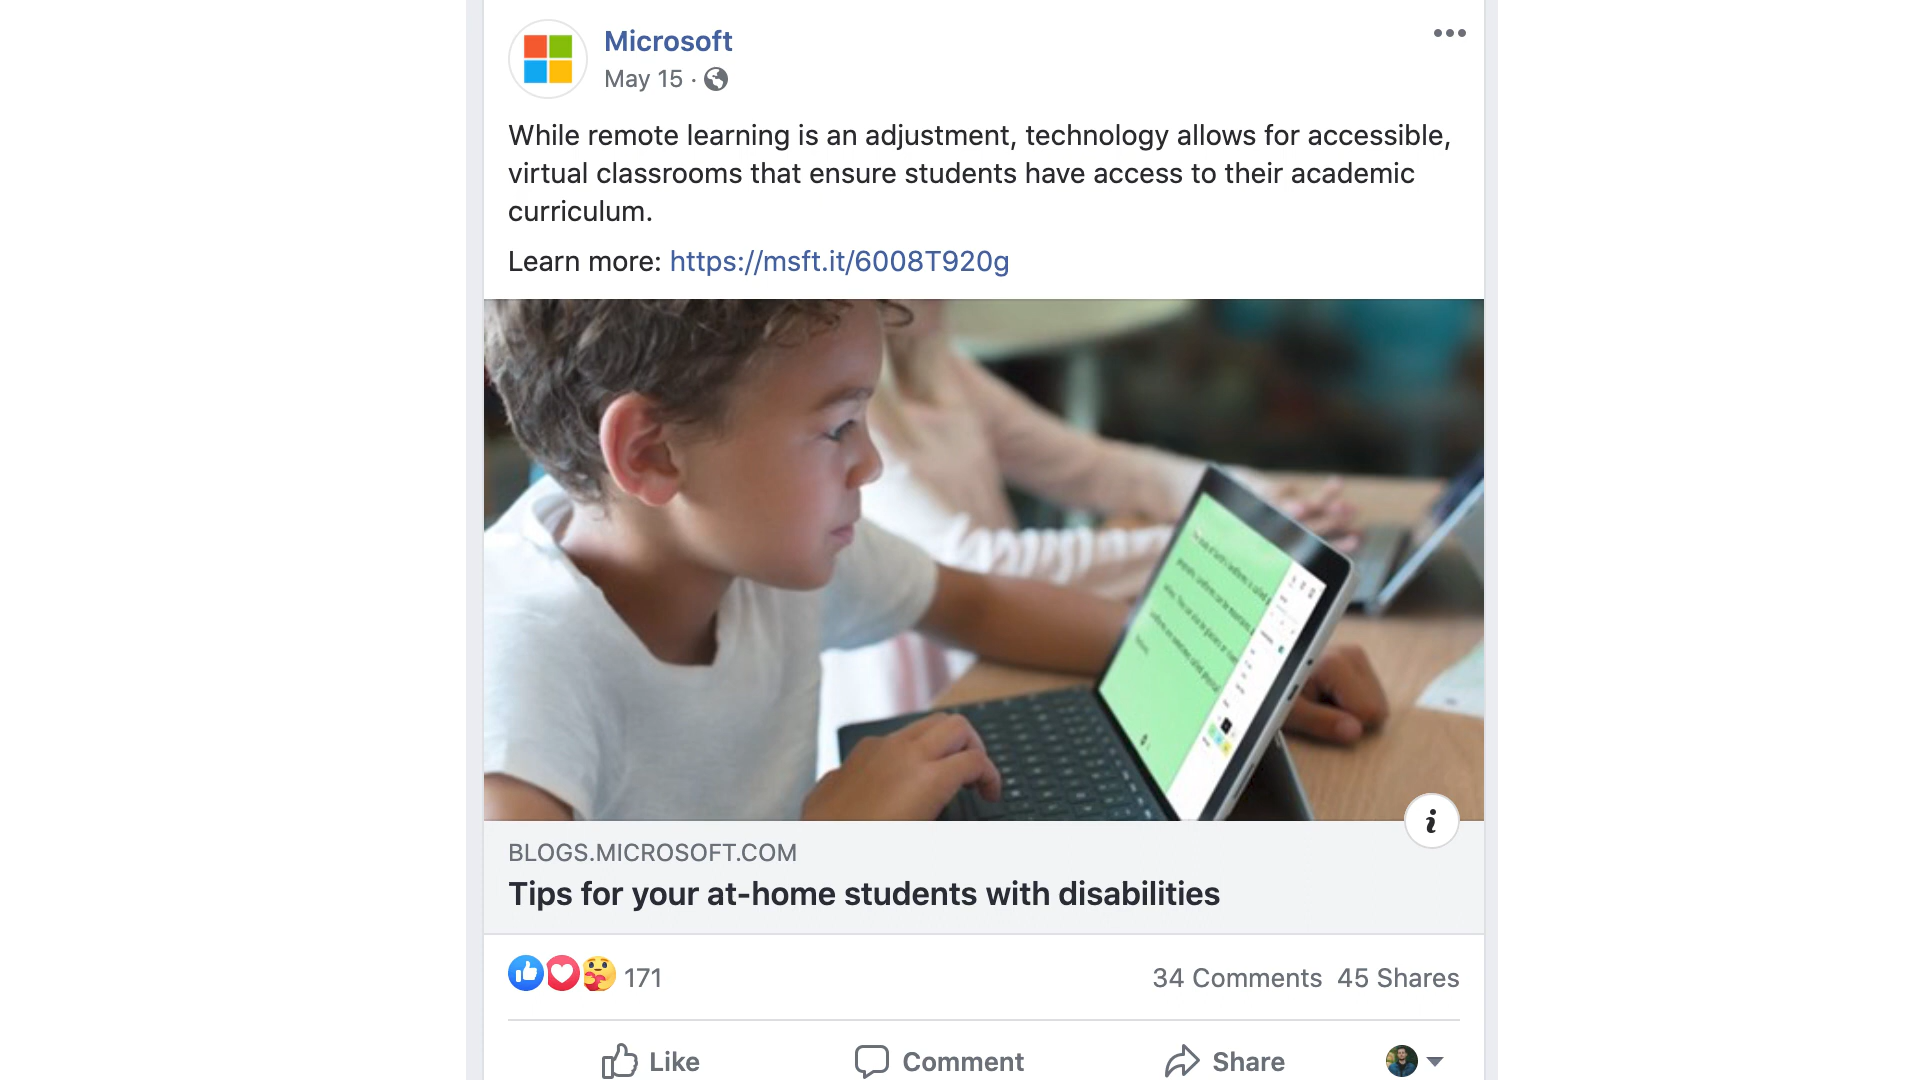 Microsoft
May 15 ·
While remote learning is an adjustment, technology allows for accessible,
virtual classrooms that ensure students have access to their academic
curriculum.
Learn more: https://msft.it/6008T920g
i
BLOGS.MICROSOFT.COM
Tips for your at-home students with disabilities
171
34 Comments 45 Shares
Like
Comment
Share